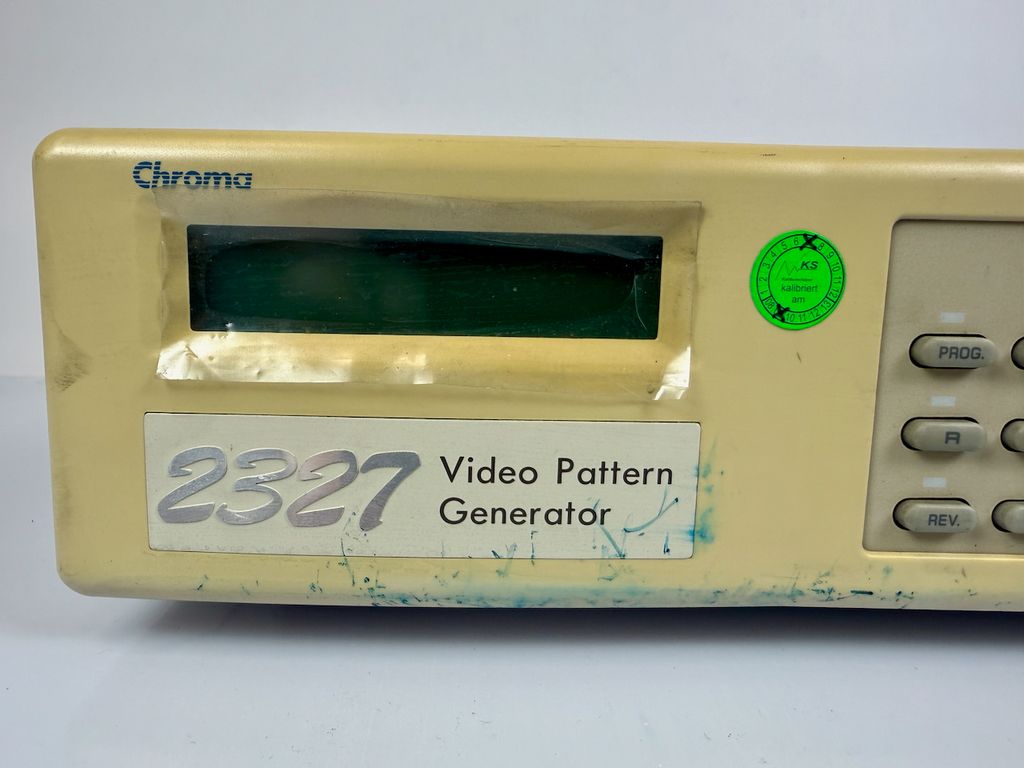 Chroma
KS
kalibriert
am
2327
Video Pattern
Generator
PROG.
R
REV.